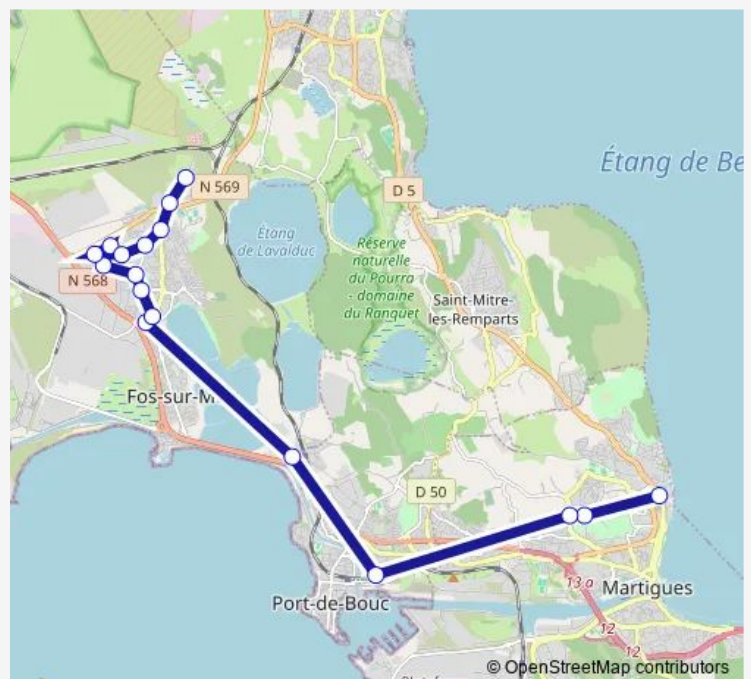 Étang de Be
N 569
D 5
Étang
de Lavalduc
Réserve
naturelle
du Pourra
- domaine
du Ranquet
N 568
Saint-Mitre-
les-Remparts
Fos-sur-M
D 50
13 a
Martigues
Port-de-Bouc
12
12
© OpenStreetMap contributors